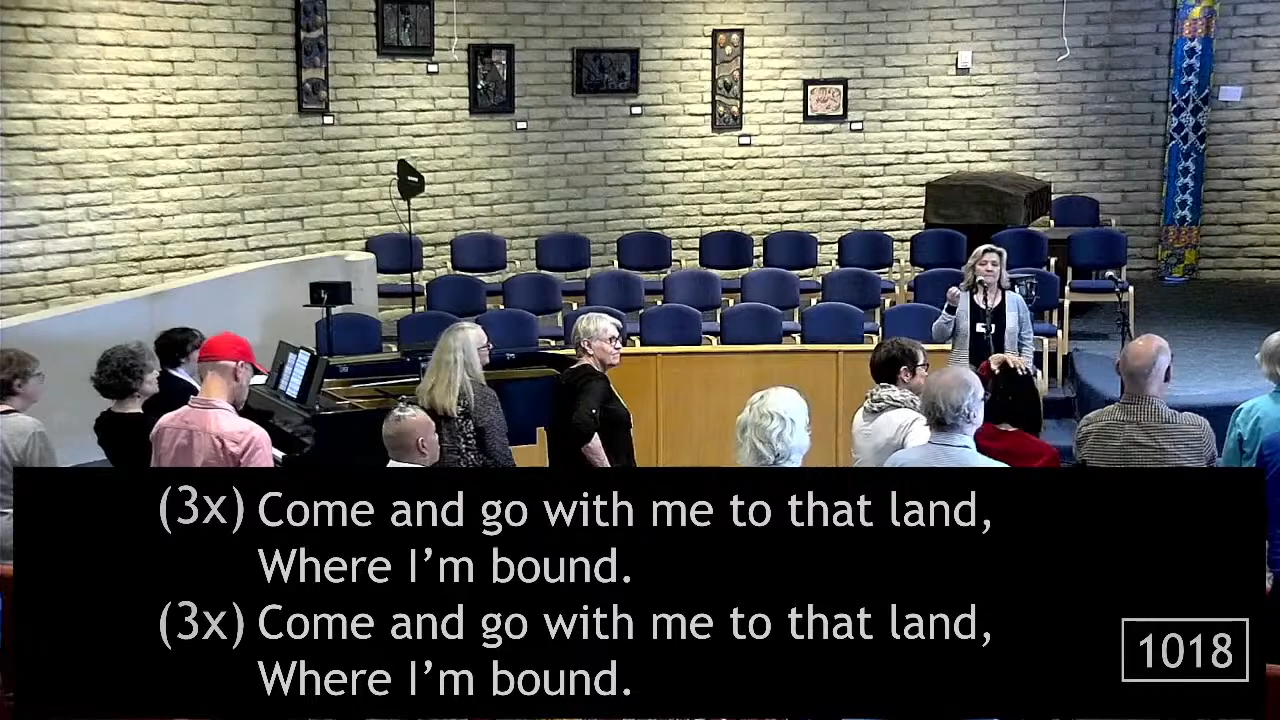 (3x) Come and go with me to that land,
Where I’m bound.
(3x) Come and go with me to that land,
Where I’m bound.
1018